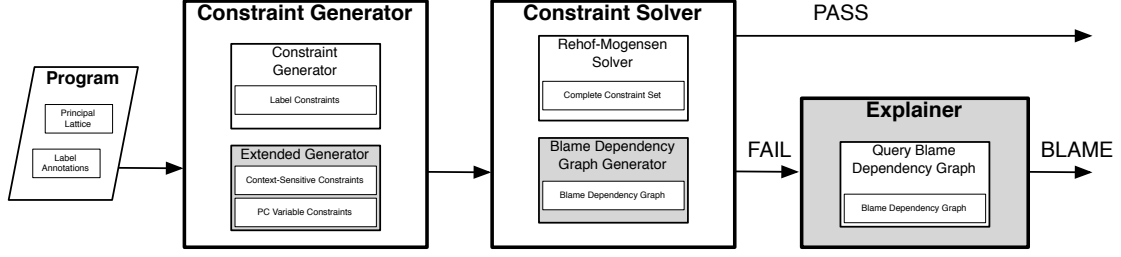 Program
Principal
Lattice
Label
Annotations
Constraint Generator
Constraint
Generator
Label Constraints
Extended Generator
Context-Sensitive Constraints
PC Variable Constraints
Constraint Solver
Rehof-Mogensen
Solver
Complete Constraint Set
Blame Dependency
Graph Generator
Blame Dependency Graph
PASS
FAIL
Explainer
Query Blame
Dependency Graph
Blame Dependency Graph
BLAME